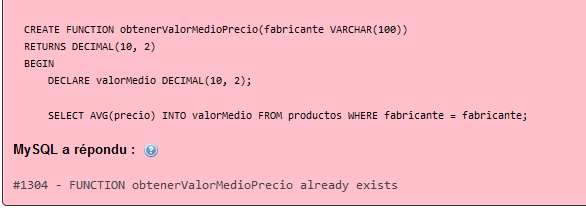 CREATE FUNCTION obtenerValorMedioPrecio(fabricante VARCHAR(100))
RETURNS DECIMAL(10, 2)
BEGIN
DECLARE valorMedio DECIMAL(10, 2);
SELECT AVG(precio) INTO valorMedio FROM productos WHERE fabricante = fabricante;
MySQL a répondu :
#1304 - FUNCTION obtenerValorMedioPrecio already exists